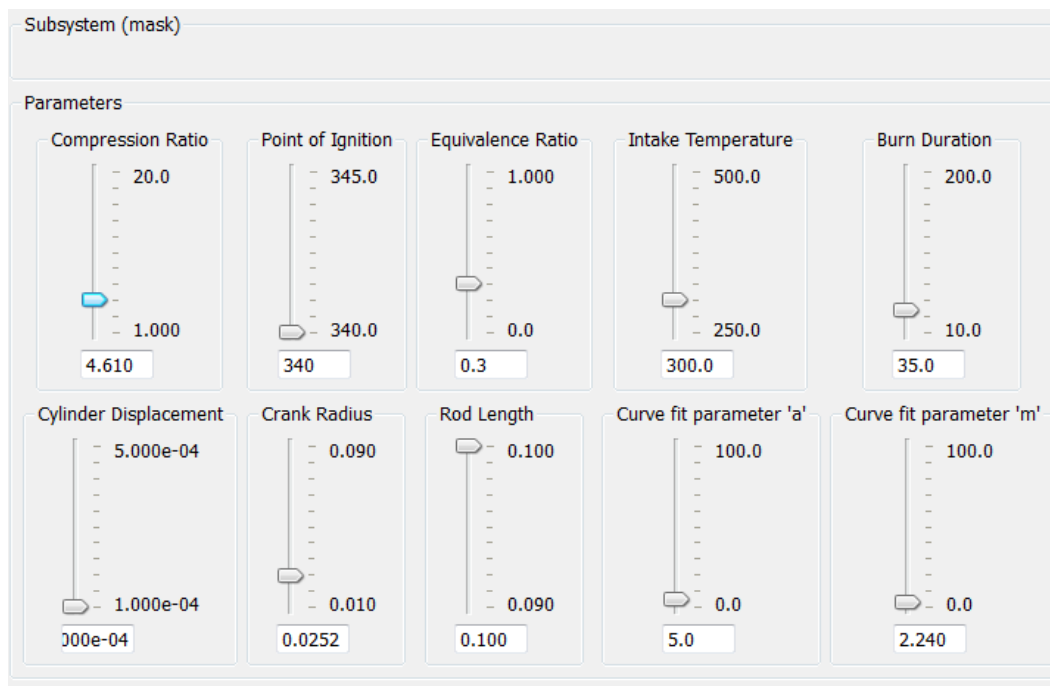 Subsystem (mask)
Parameters
Compression Ratio
20.0
1.000
4.610
Point of Ignition
345.0
340.0
340
Equivalence Ratio
1.000
0.0
0.3
Intake Temperature
500.0
250.0
300.0
Burn Duration
200.0
10.0
35.0
Cylinder Displacement
5.000e-04
1.000e-04
000e-04
Crank Radius
0.090
0.010
0.0252
Rod Length
0.100
0.090
0.100
Curve fit parameter 'a'
100.0
0.0
5.0
Curve fit parameter 'm'
100.0
0.0
2.240